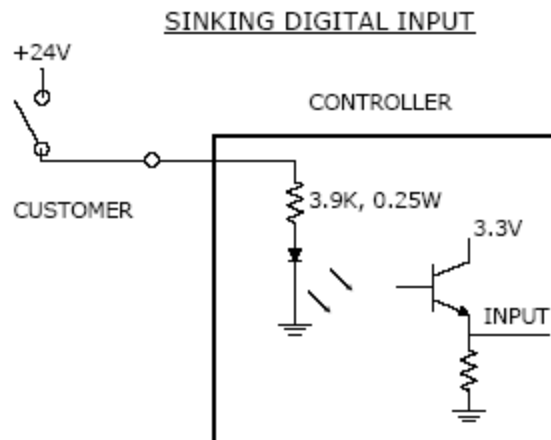 SINKING DIGITAL INPUT
+24V
CONTROLLER
CUSTOMER
3.9K, 0.25W
3.3V
INPUT